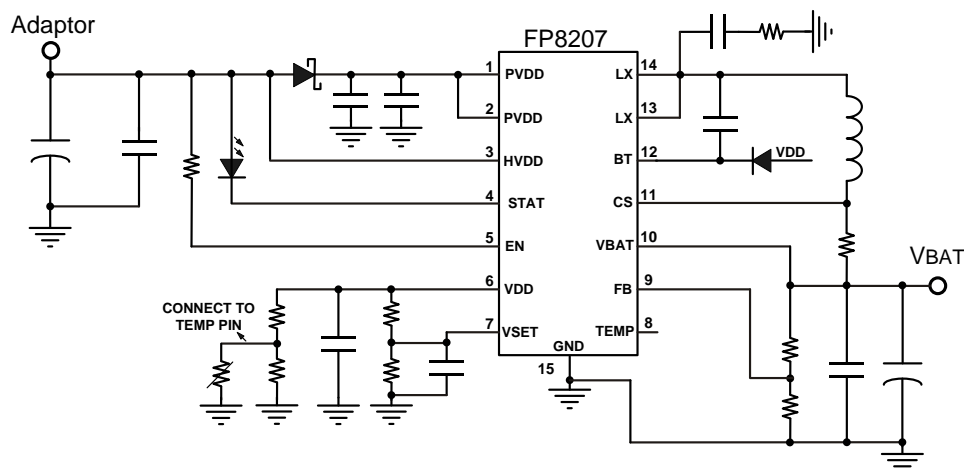 Adaptor
FP8207
1 PVDD
2 PVDD
3 HVDD
4 STAT
5 EN
6 VDD
7 VSET
LX 14
LX 13
BT 12
VDD
CS 11
VBAT 10
FB 9
TEMP 8
GND
15
VBAT
CONNECT TO
TEMP PIN